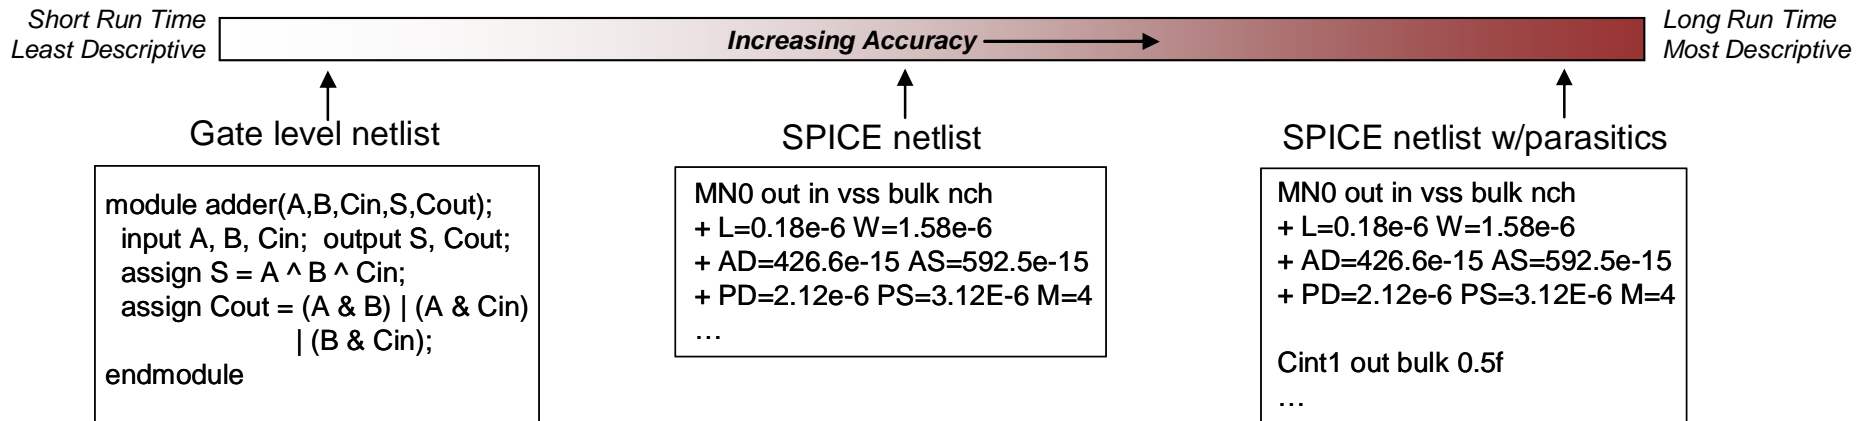 Short Run Time
Least Descriptive
Increasing Accuracy
Long Run Time
Most Descriptive
Gate level netlist
module adder(A,B,Cin,S,Cout);
input A, B, Cin;  output S, Cout;
assign S = A ^ B ^ Cin;
assign Cout = (A & B) | (A & Cin)
| (B & Cin);
endmodule
SPICE netlist
MN0 out in vss bulk nch
+ L=0.18e-6 W=1.58e-6
+ AD=426.6e-15 AS=592.5e-15
+ PD=2.12e-6 PS=3.12E-6 M=4
…
SPICE netlist w/parasitics
MN0 out in vss bulk nch
+ L=0.18e-6 W=1.58e-6
+ AD=426.6e-15 AS=592.5e-15
+ PD=2.12e-6 PS=3.12E-6 M=4
Cint1 out bulk 0.5f
…